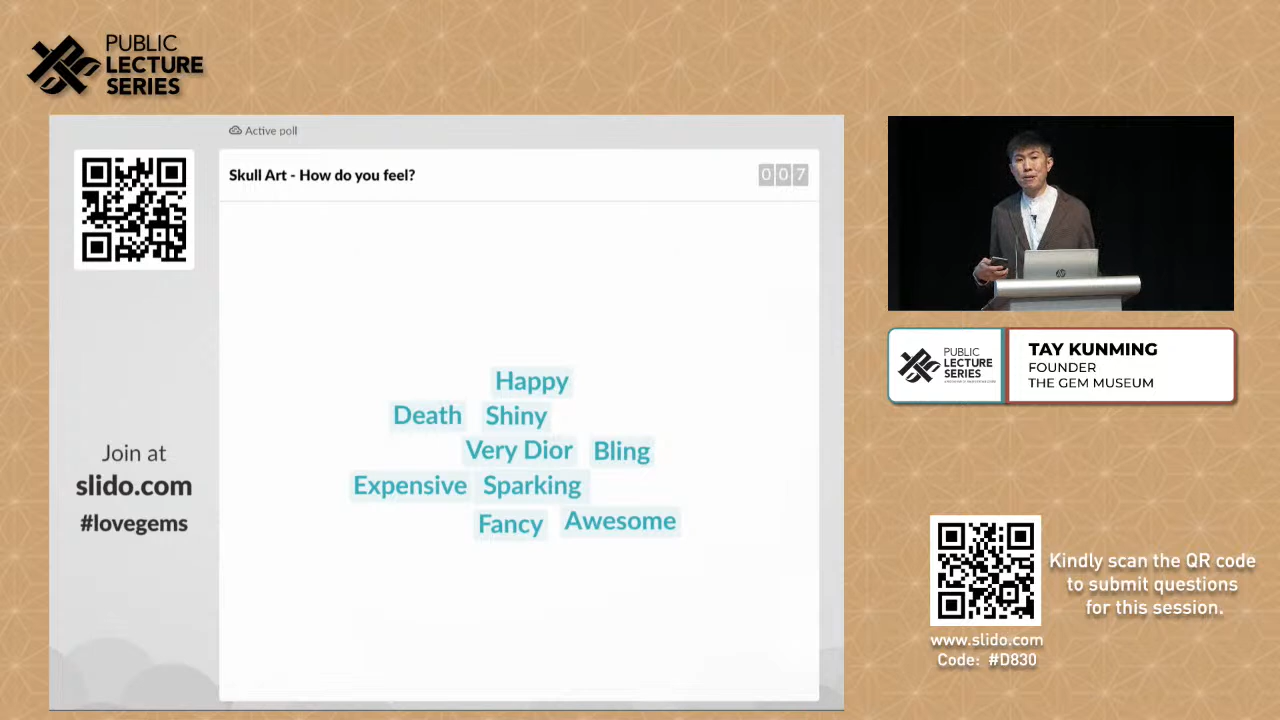 PUBLIC
LECTURE
SERIES
Active poll
Skull Art - How do you feel?
007
Happy
Death Shiny
Very Dior Bling
Expensive Sparking
Fancy Awesome
Join at
slido.com
#lovegems
hp
PUBLIC
LECTURE
SERIES
TAY KUNMING
FOUNDER
THE GEM MUSEUM
Kindly scan the QR code
to submit questions
for this session.
www.slido.com
Code: #D830